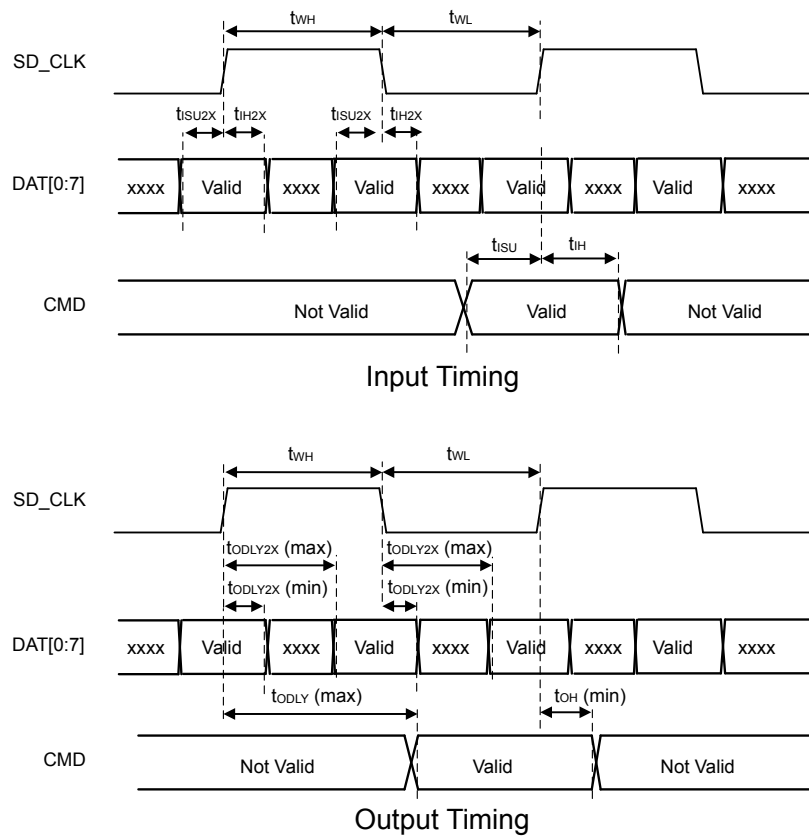 tWH tWL
SD_CLK
tISU2X tIH2X tISU2X tIH2X
DAT[0:7] xxxx Valid xxxx Valid xxxx Valid xxxx Valid xxxx
tISU tIH
CMD Not Valid Valid Not Valid
Input Timing
tWH tWL
SD_CLK
tODLY2X (max) tODLY2X (max)
tODLY2X (min) tODLY2X (min)
DAT[0:7] xxxx Valid xxxx Valid xxxx Valid xxxx Valid xxxx
tODLY (max) tOH (min)
CMD Not Valid Valid Not Valid
Output Timing